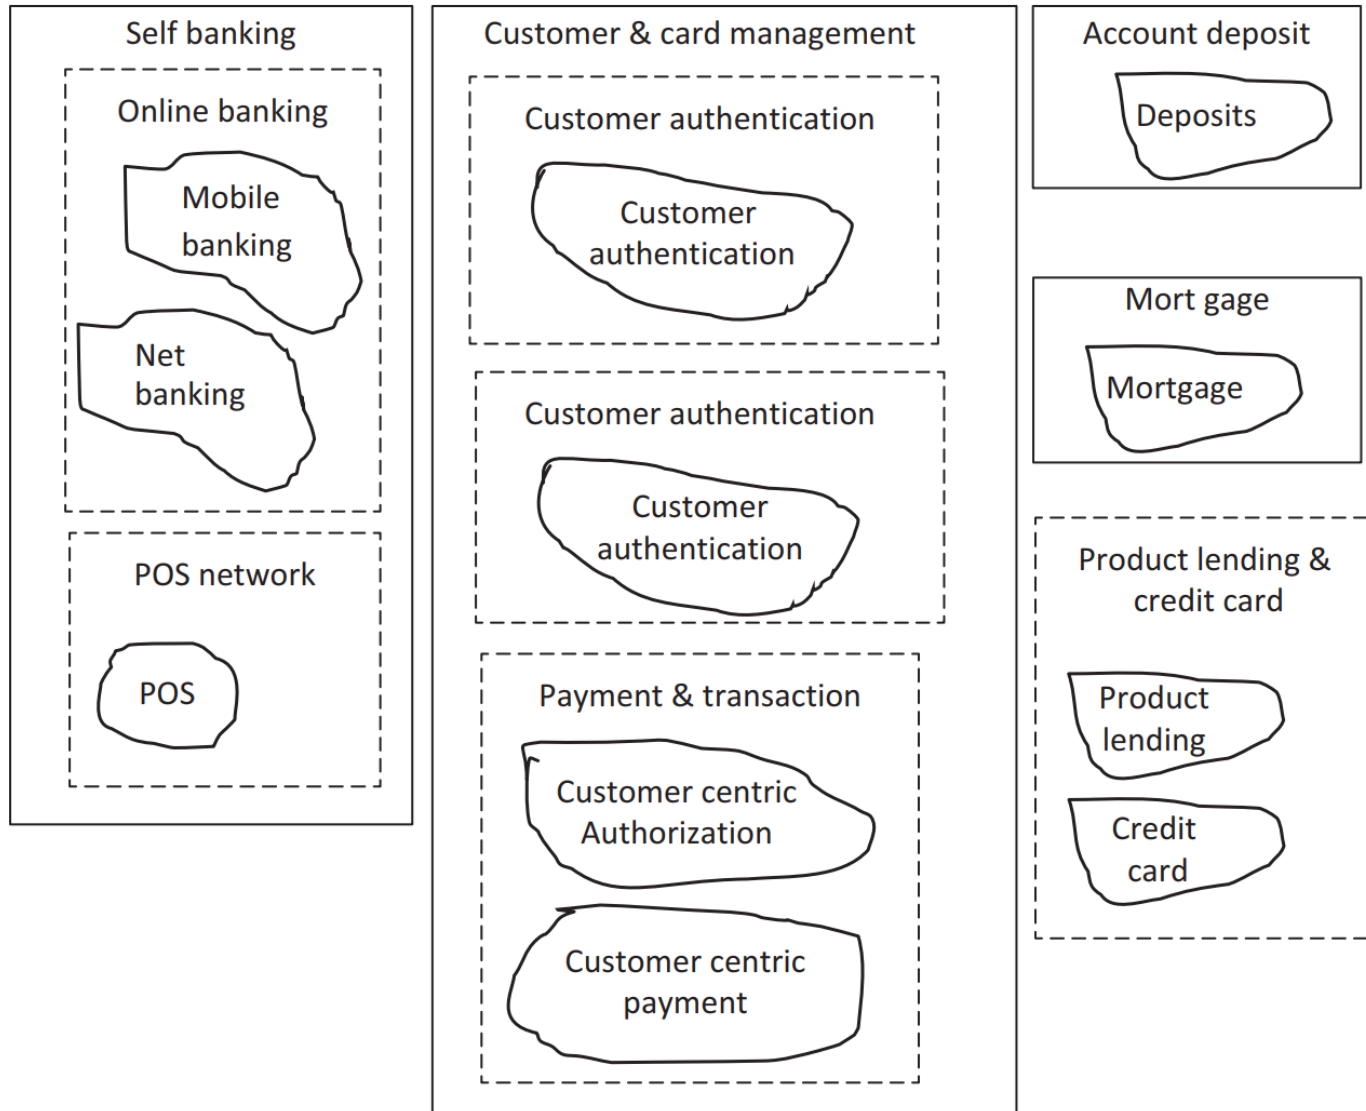 Self banking
Online banking
Mobile
banking
Net
banking
POS network
POS
Customer & card management
Customer authentication
Customer
authentication
Customer authentication
Customer
authentication
Payment & transaction
Customer centric
Authorization
Customer centric
payment
Account deposit
Deposits
Mort gage
Mortgage
Product lending &
credit card
Product
lending
Credit
card